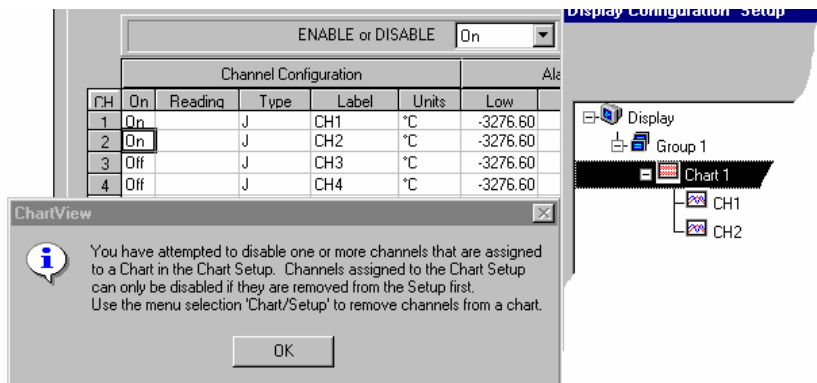 ENABLE or DISABLE On
Channel Configuration
CH On Reading Type Label Units Low
1 On J CH1 °C -3276.60
2 On J CH2 °C -3276.60
3 Off J CH3 °C -3276.60
4 Off J CH4 °C -3276.60
ChartView
You have attempted to disable one or more channels that are assigned
to a Chart in the Chart Setup. Channels assigned to the Chart Setup
can only be disabled if they are removed from the Setup first.
Use the menu selection 'Chart/Setup' to remove channels from a chart.
OK
Display Configuration Setup
Display
Group 1
Chart 1
CH1
CH2